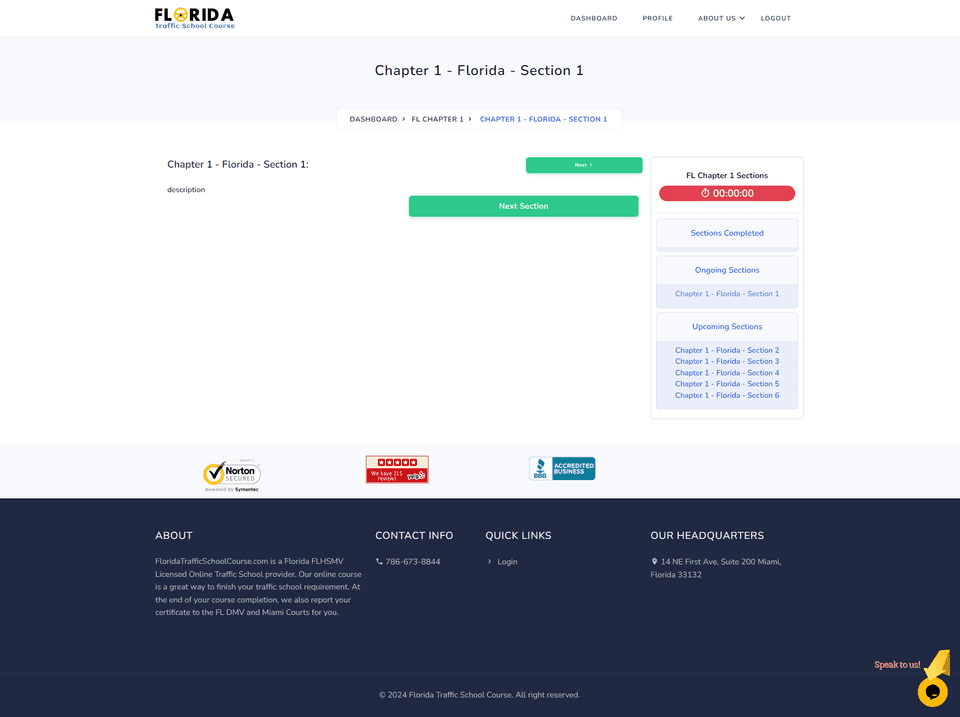 FLORIDA
Traffic School Course
DASHBOARD
PROFILE
ABOUT US
LOGOUT
Chapter 1 - Florida - Section 1
DASHBOARD › FL CHAPTER 1 › CHAPTER 1 - FLORIDA - SECTION 1
Chapter 1 - Florida - Section 1:
description
Next
Next Section
FL Chapter 1 Sections
00:00:00
Sections Completed
Ongoing Sections
Chapter 1 - Florida - Section 1
Upcoming Sections
Chapter 1 - Florida - Section 2
Chapter 1 - Florida - Section 3
Chapter 1 - Florida - Section 4
Chapter 1 - Florida - Section 5
Chapter 1 - Florida - Section 6
Norton
SECURED
powered by Symantec
We have 215
reviews
yelp
BBB
ACCREDITED
BUSINESS
ABOUT
FloridaTrafficSchoolCourse.com is a Florida FLHSMV
Licensed Online Traffic School provider. Our online course
is a great way to finish your traffic school requirement. At
the end of your course completion, we also report your
certificate to the FL DMV and Miami Courts for you.
CONTACT INFO
786-673-8844
QUICK LINKS
› Login
OUR HEADQUARTERS
14 NE First Ave, Suite 200 Miami,
Florida 33132
Speak to us!
© 2024 Florida Traffic School Course. All right reserved.